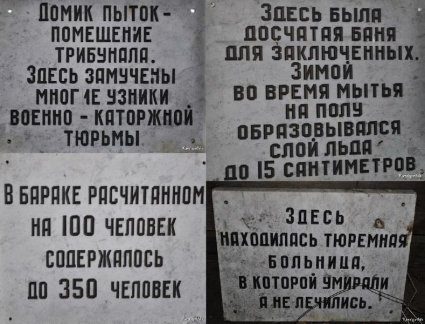 Домик пыток -
помещение
трибунала.
Здесь замучены
многие узники
военно - каторжной
тюрьмы
Здесь была
досчатая баня
для заключенных.
Зимой
во время мытья
на полу
образовывался
слой льда
до 15 сантиметров
В бараке расчитанном
на 100 человек
содержалось
до 350 человек
Здесь
находилась тюремная
больница,
в которой умирали
а не лечились.